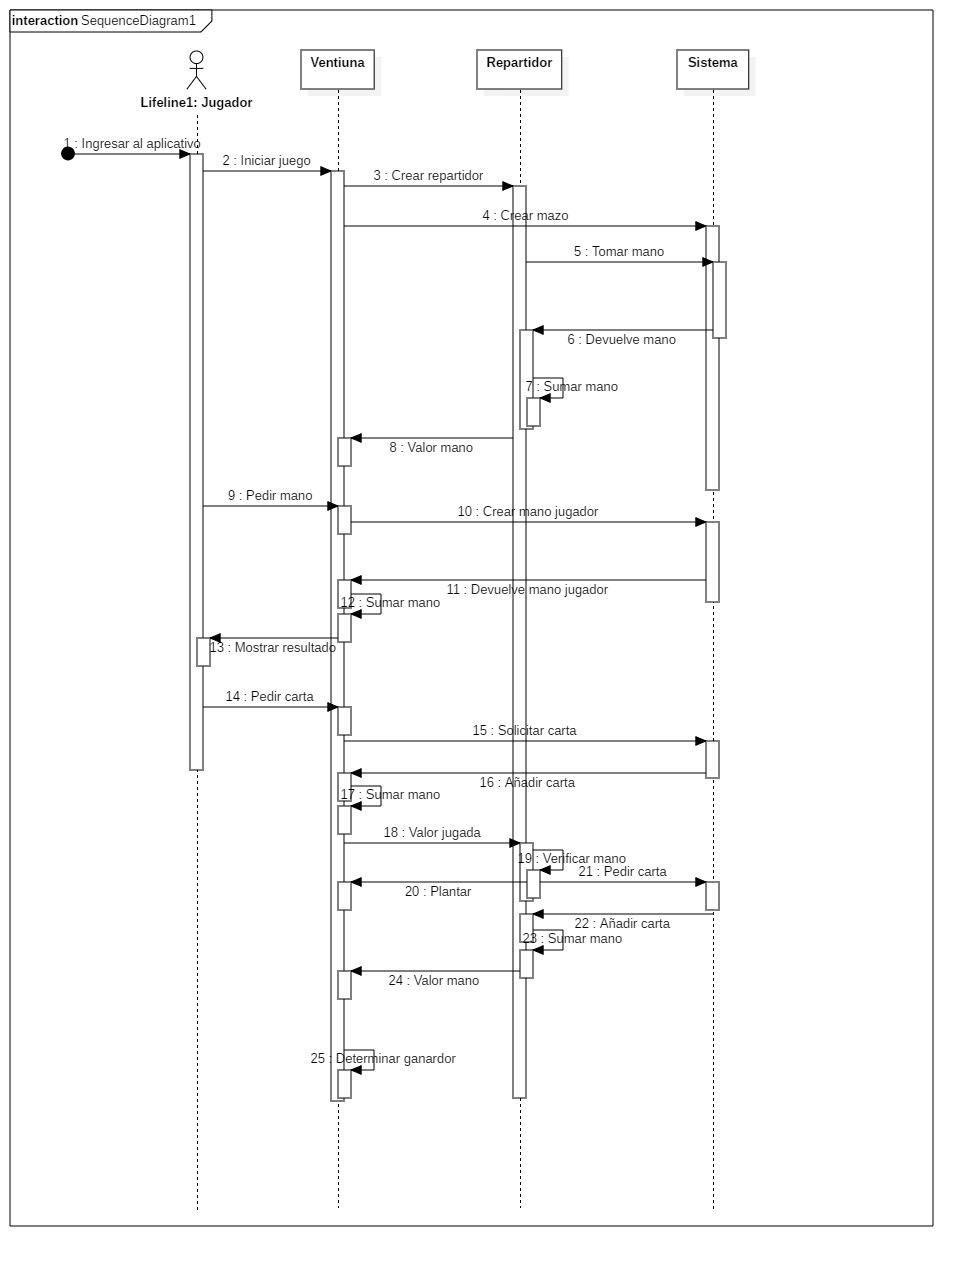 interaction SequenceDiagram1
Ventiuna
Repartidor
Sistema
Lifeline1: Jugador
1 : Ingresar al aplicativo
2 : Iniciar juego
3 : Crear repartidor
4 : Crear mazo
5 : Tomar mano
6 : Devuelve mano
7 : Sumar mano
8 : Valor mano
9 : Pedir mano
10 : Crear mano jugador
11 : Devuelve mano jugador
12 : Sumar mano
13 : Mostrar resultado
14 : Pedir carta
15 : Solicitar carta
16 : Añadir carta
17 : Sumar mano
18 : Valor jugada
19 : Verificar mano
21 : Pedir carta
20 : Plantar
22 : Añadir carta
23 : Sumar mano
24 : Valor mano
25 : Determinar ganardor